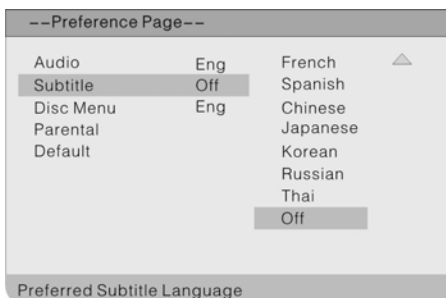 --Preference Page--
Audio Eng
Subtitle Off
Disc Menu Eng
Parental
Default
French
Spanish
Chinese
Japanese
Korean
Russian
Thai
Off
Preferred Subtitle Language